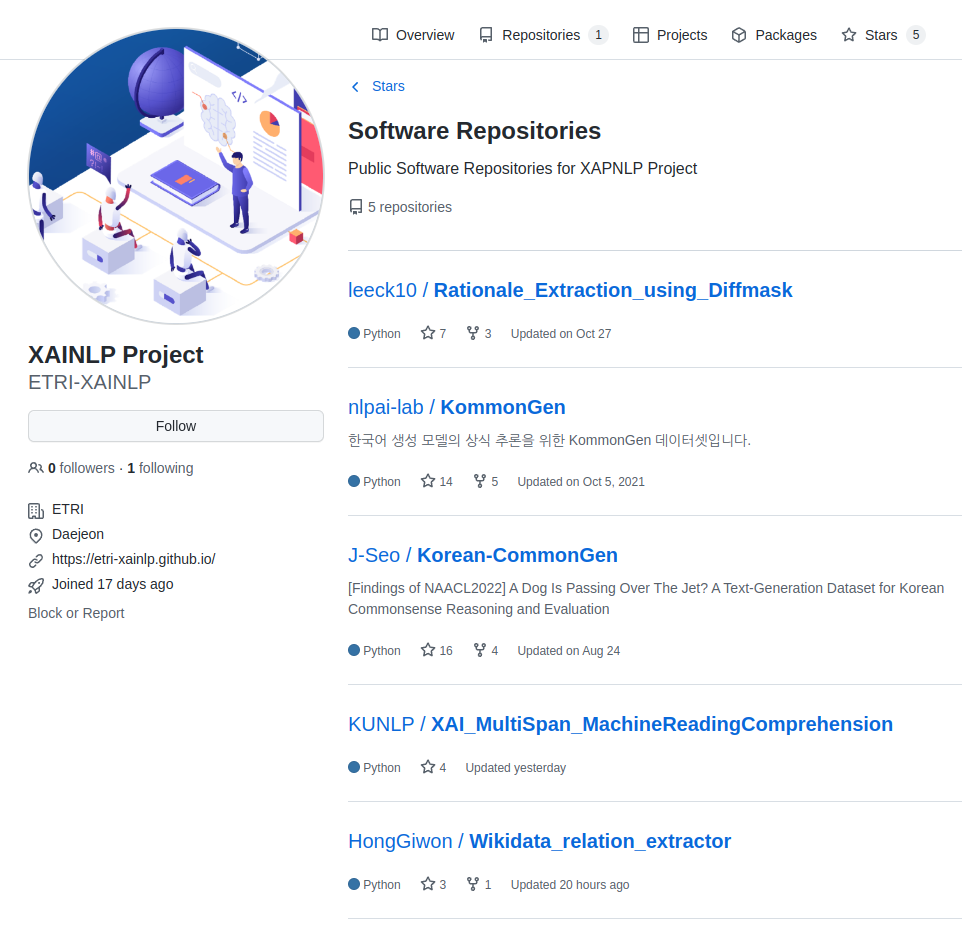 Overview Repositories 1 Projects Packages Stars 5
</>
XAINLP Project
ETRI-XAINLP
Follow
0 followers · 1 following
ETRI
Daejeon
https://etri-xainlp.github.io/
Joined 17 days ago
Block or Report
Stars
Software Repositories
Public Software Repositories for XAPNLP Project
5 repositories
leeck10 / Rationale_Extraction_using_Diffmask
Python 7 3 Updated on Oct 27
nlpai-lab / KommonGen
한국어 생성 모델의 상식 추론을 위한 KommonGen 데이터셋입니다.
Python 14 5 Updated on Oct 5, 2021
J-Seo / Korean-CommonGen
[Findings of NAACL2022] A Dog Is Passing Over The Jet? A Text-Generation Dataset for Korean
Commonsense Reasoning and Evaluation
Python 16 4 Updated on Aug 24
KUNLP / XAI_MultiSpan_MachineReadingComprehension
Python 4 Updated yesterday
HongGiwon / Wikidata_relation_extractor
Python 3 1 Updated 20 hours ago